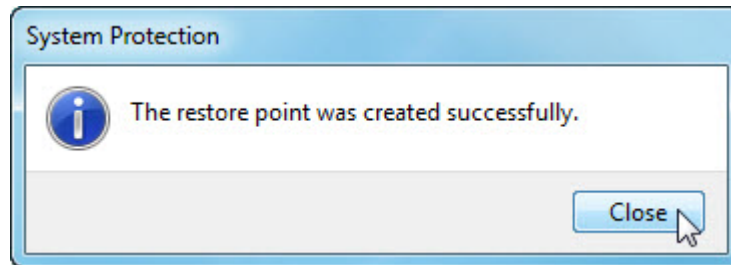 System Protection
The restore point was created successfully.
Close